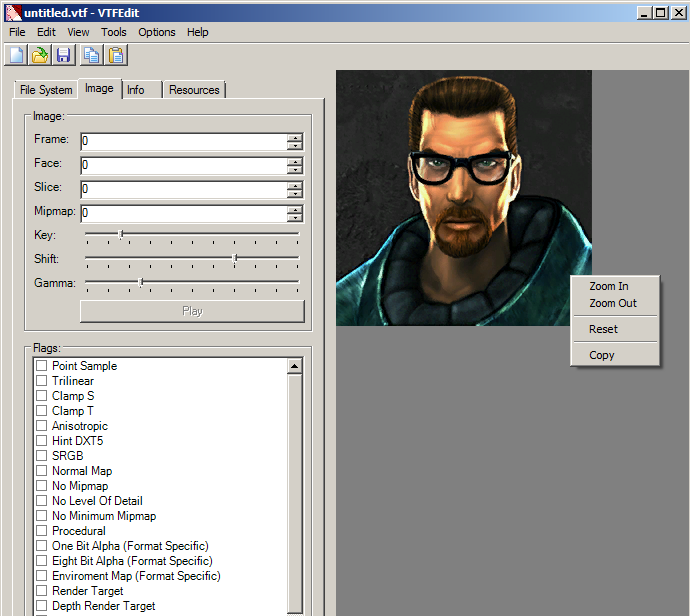 untitled.vtf - VTFEdit
File Edit View Tools Options Help
File System Image Info Resources
Image:
Frame: 0
Face: 0
Slice: 0
Mipmap: 0
Key:
Shift:
Gamma:
Play
Zoom In
Zoom Out
Reset
Copy
Flags:
Point Sample
Trilinear
Clamp S
Clamp T
Anisotropic
Hint DXT5
SRGB
Normal Map
No Mipmap
No Level Of Detail
No Minimum Mipmap
Procedural
One Bit Alpha (Format Specific)
Eight Bit Alpha (Format Specific)
Enviroment Map (Format Specific)
Render Target
Depth Render Target